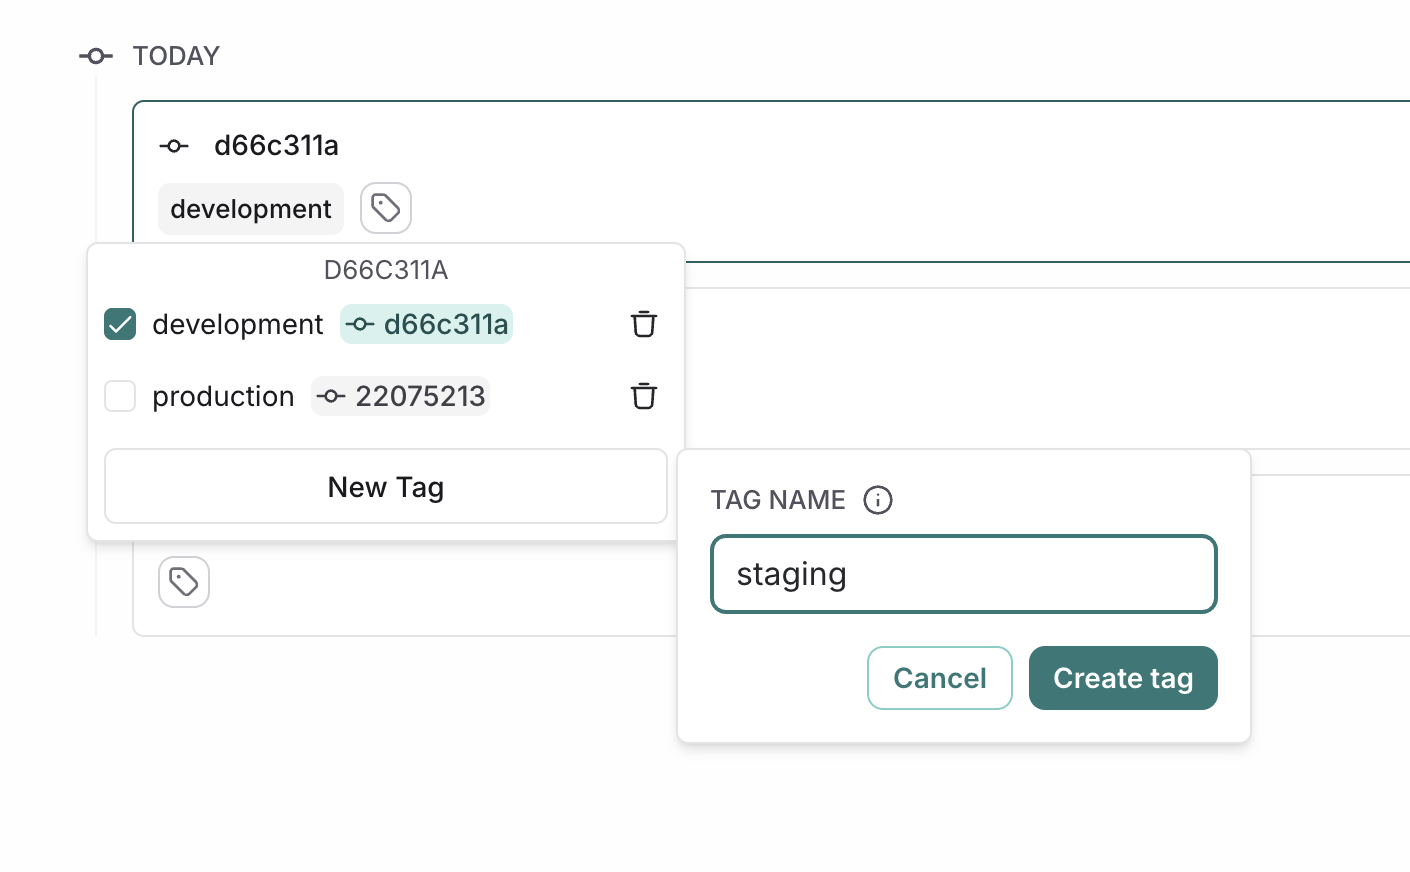 TODAY
d66c311a
development
D66C311A
development d66c311a
production 22075213
New Tag
TAG NAME
staging
Cancel Create tag